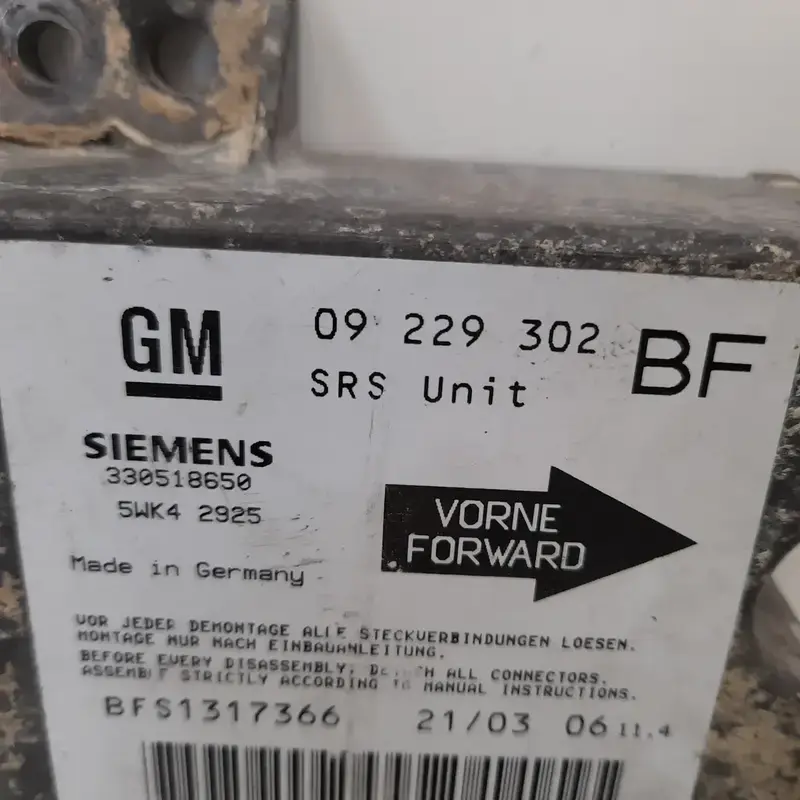 GM 09 229 302 BF
SRS Unit
SIEMENS
330518650
5WK4 2925
Made in Germany
VORNE
FORWARD
VOR JEDER DEMONTAGE ALLE STECKVERBINDUNGEN LOESEN.
MONTAGE NUR NACH EINBAUANLEITUNG.
BEFORE EVERY DISASSEMBLY, DETACH ALL CONNECTORS.
ASSEMBLE STRICTLY ACCORDING TO MANUAL INSTRUCTIONS.
BFS1317366 21/03 06 11.4